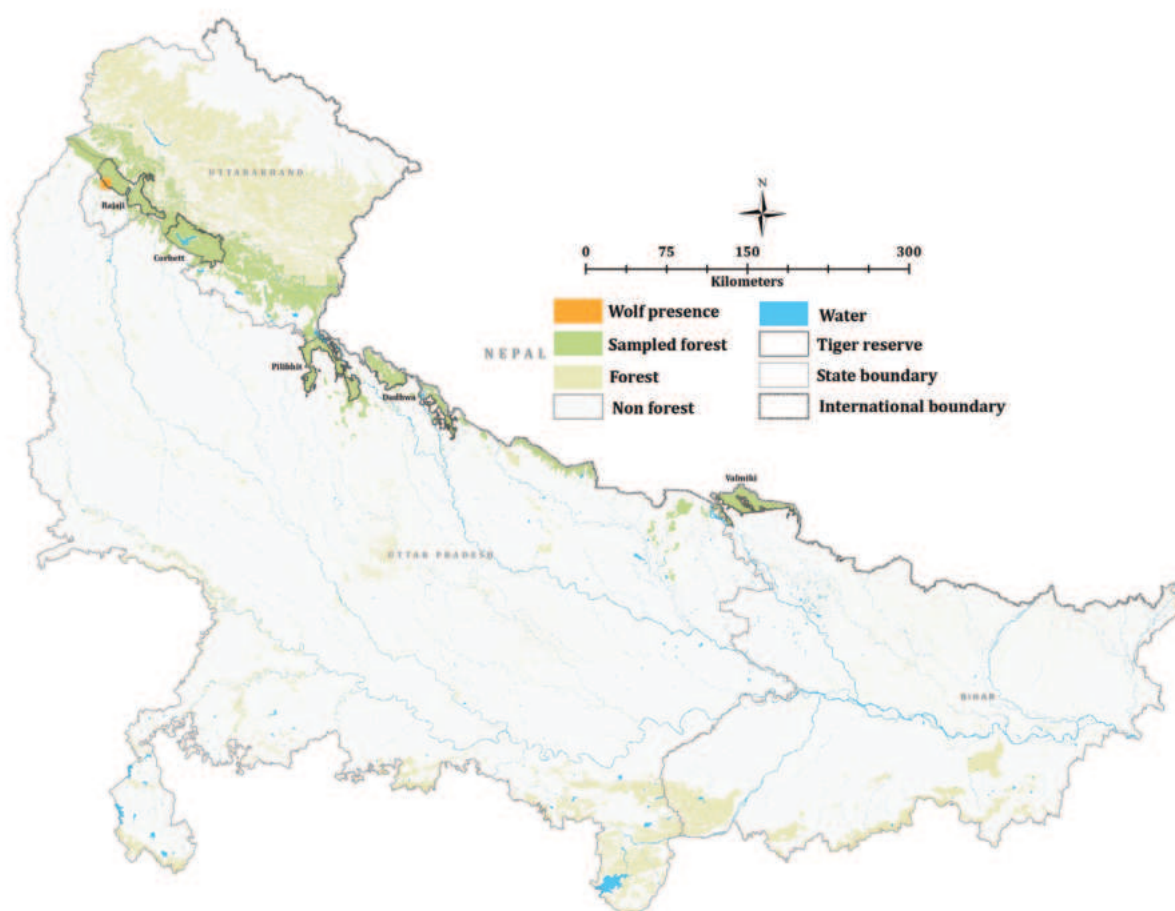 UTTARAKHAND
Rajaji
Corbett
N
0 75 150 300
Kilometers
Wolf presence
Water
Sampled forest
Tiger reserve
NEPAL
Forest
State boundary
Non forest
International boundary
Pilibhit
Dudhwa
Valmiki
UTTAR PRADESH
BIHAR